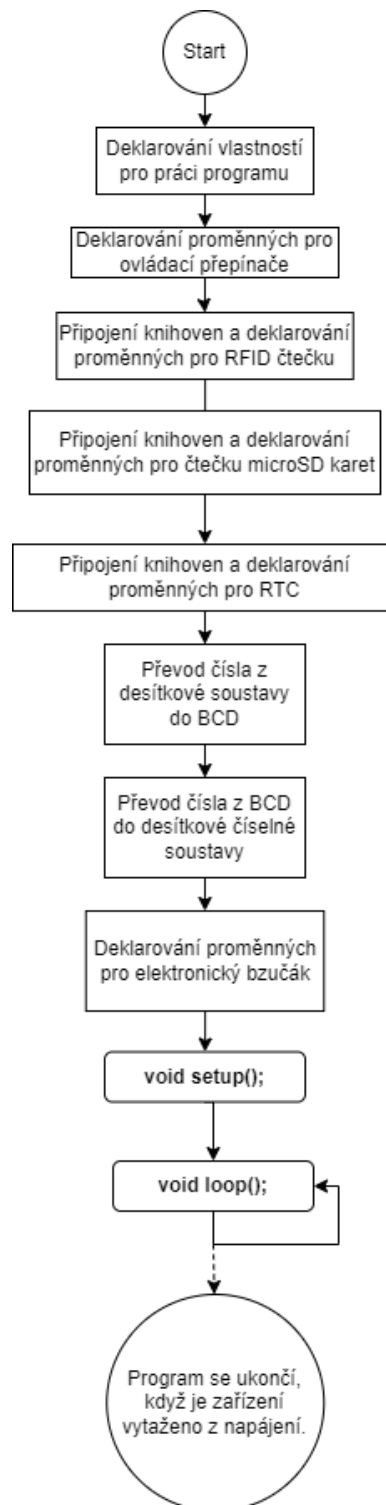 Start
Deklarování vlastností
pro práci programu
Deklarování proměnných pro
ovládací přepínače
Připojení knihoven a deklarování
proměnných pro RFID čtečku
Připojení knihoven a deklarování
proměnných pro čtečku microSD karet
Připojení knihoven a deklarování
proměnných pro RTC
Převod čísla z
desítkové soustavy
do BCD
Převod čísla z BCD
do desítkové číselné
soustavy
Deklarování proměnných
pro elektronický bzučák
void setup();
void loop();
Program se ukončí,
když je zařízení
vytaženo z napájení.